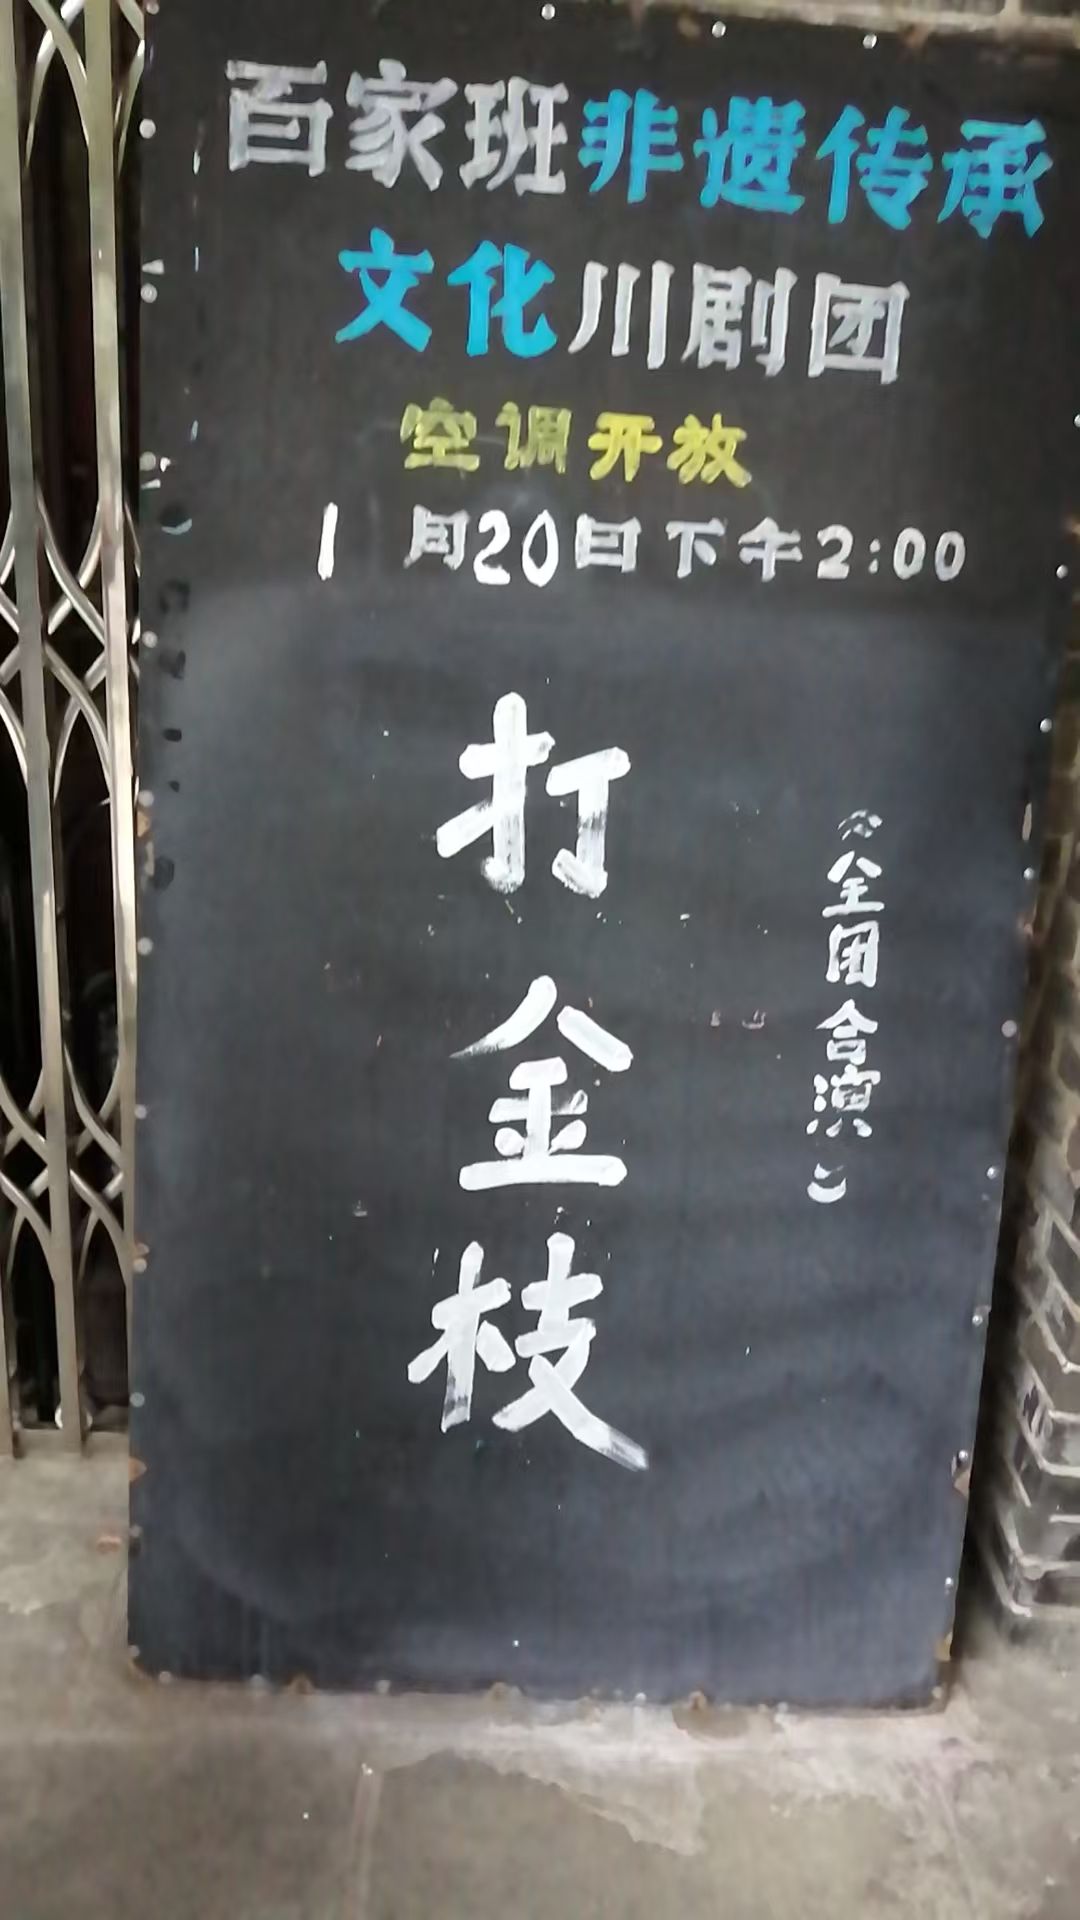 百家班非遗传承
文化川剧团
空调开放
1月20日下午2:00
打金枝
(全团合演)